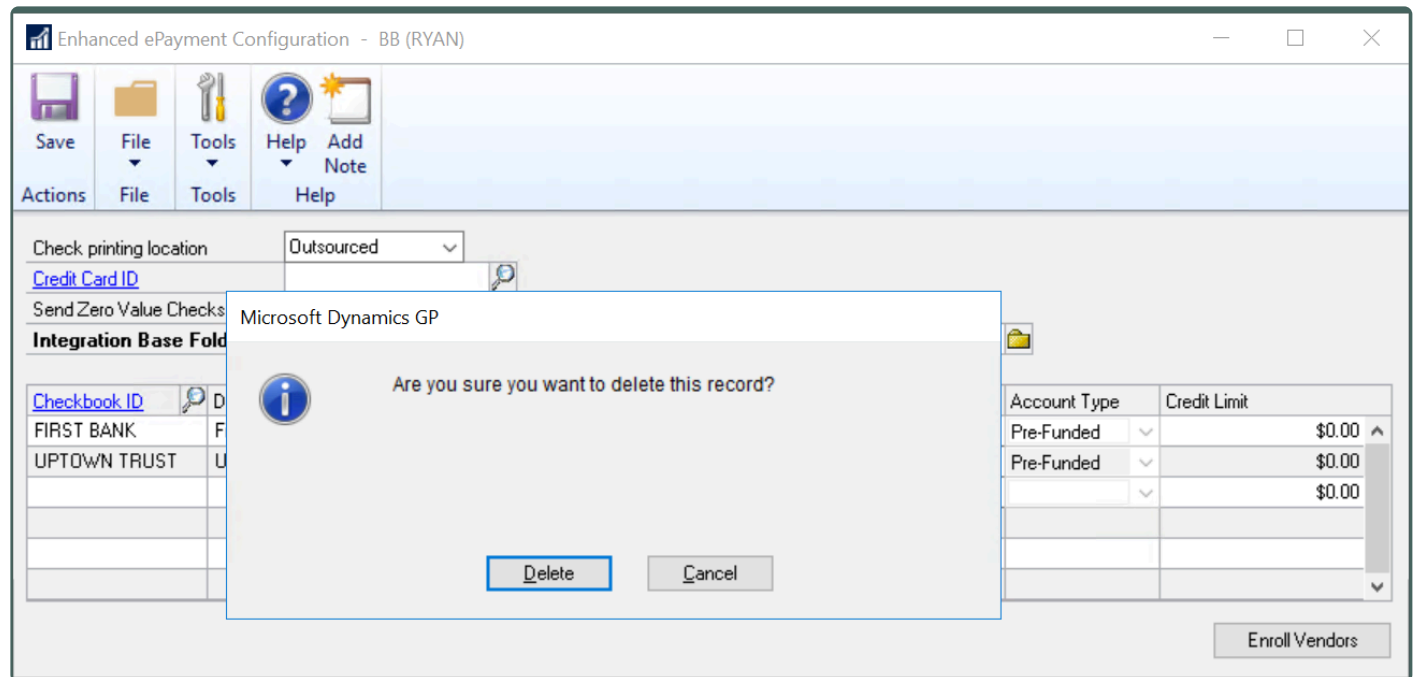 Enhanced ePayment Configuration - BB (RYAN)
Save File Tools Help Add Note
Actions File Tools Help
Check printing location Outsourced
Credit Card ID
Send Zero Value Checks
Microsoft Dynamics GP
Integration Base Fold
Are you sure you want to delete this record?
Checkbook ID D Account Type Credit Limit
FIRST BANK F Pre-Funded $0.00
UPTOWN TRUST U Pre-Funded $0.00
$0.00
Delete Cancel
Enroll Vendors